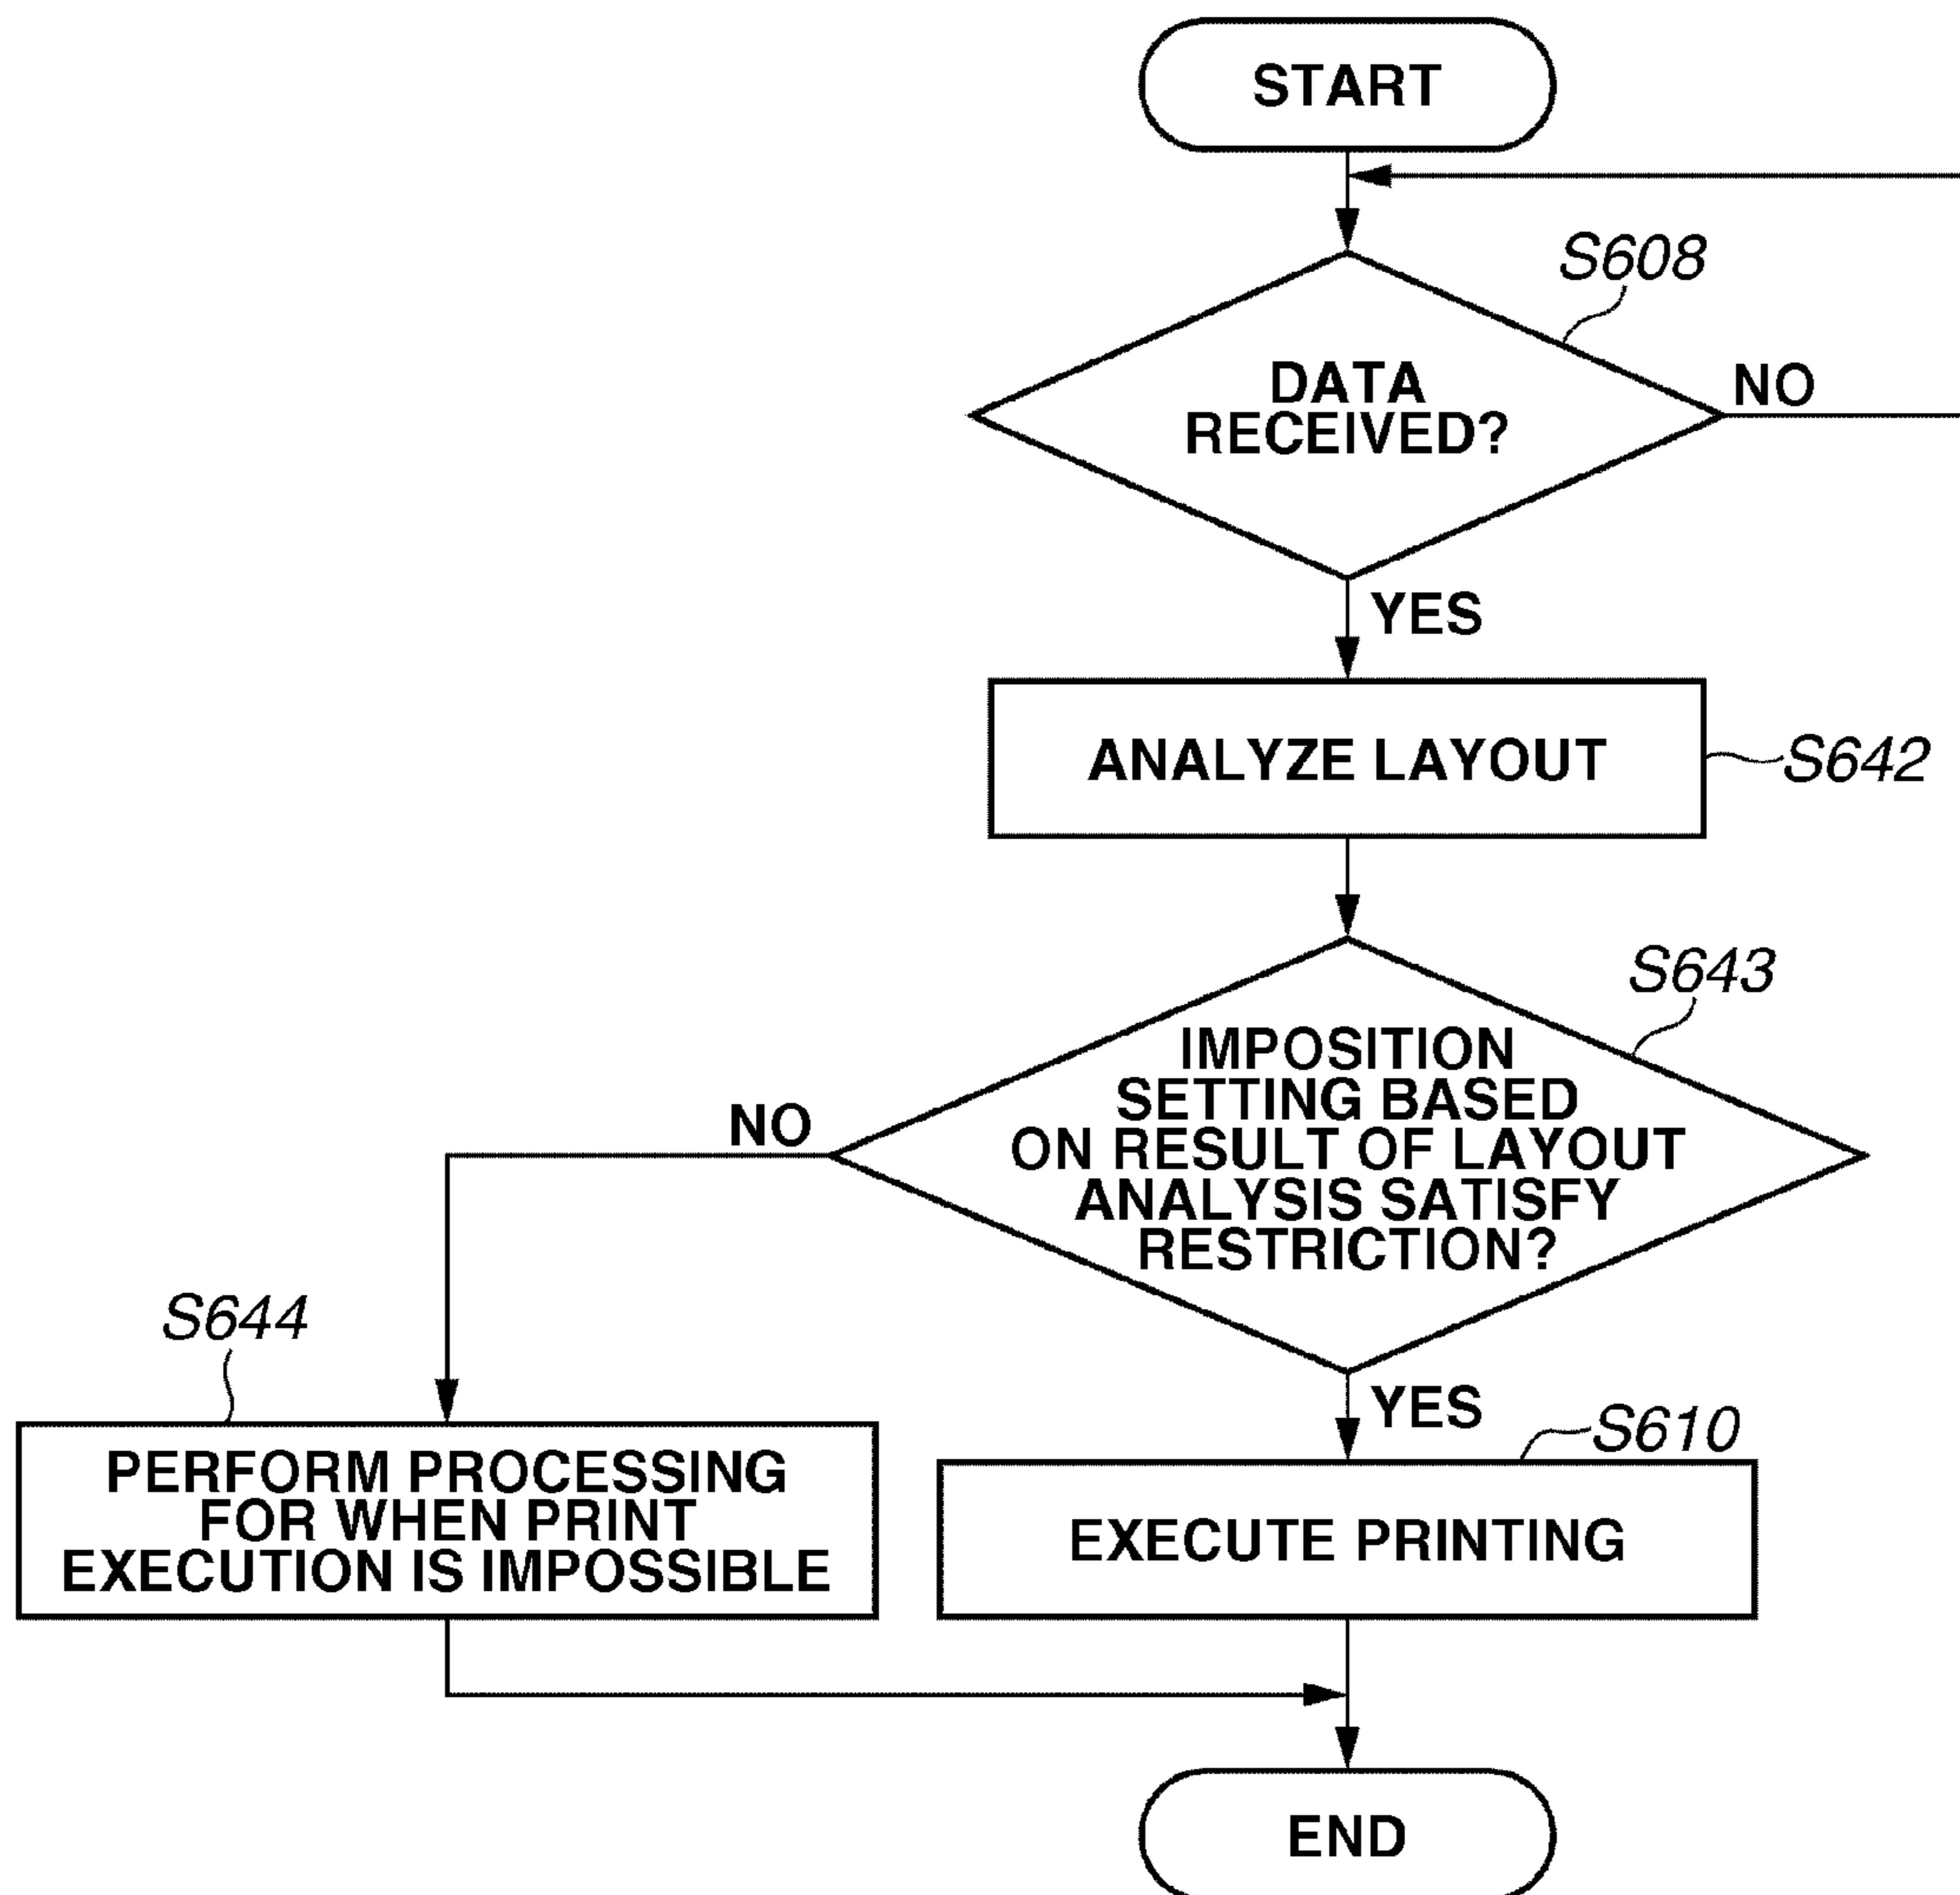 START
S608
DATA
RECEIVED?
NO
YES
ANALYZE LAYOUT
S642
S643
IMPOSITION
SETTING BASED
ON RESULT OF LAYOUT
ANALYSIS SATISFY
RESTRICTION?
NO
YES
S644
PERFORM PROCESSING
FOR WHEN PRINT
EXECUTION IS IMPOSSIBLE
S610
EXECUTE PRINTING
END